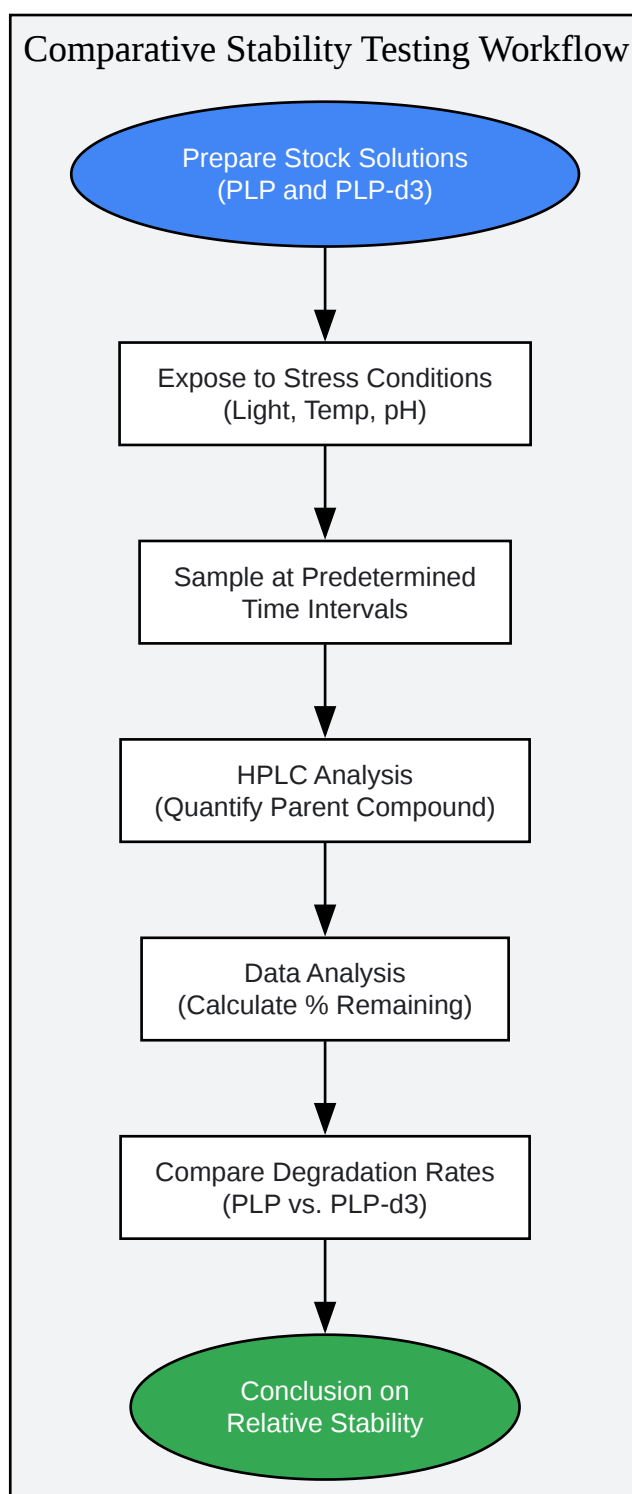 Comparative Stability Testing Workflow
Prepare Stock Solutions
(PLP and PLP-d3)
Expose to Stress Conditions
(Light, Temp, pH)
Sample at Predetermined
Time Intervals
HPLC Analysis
(Quantify Parent Compound)
Data Analysis
(Calculate % Remaining)
Compare Degradation Rates
(PLP vs. PLP-d3)
Conclusion on
Relative Stability